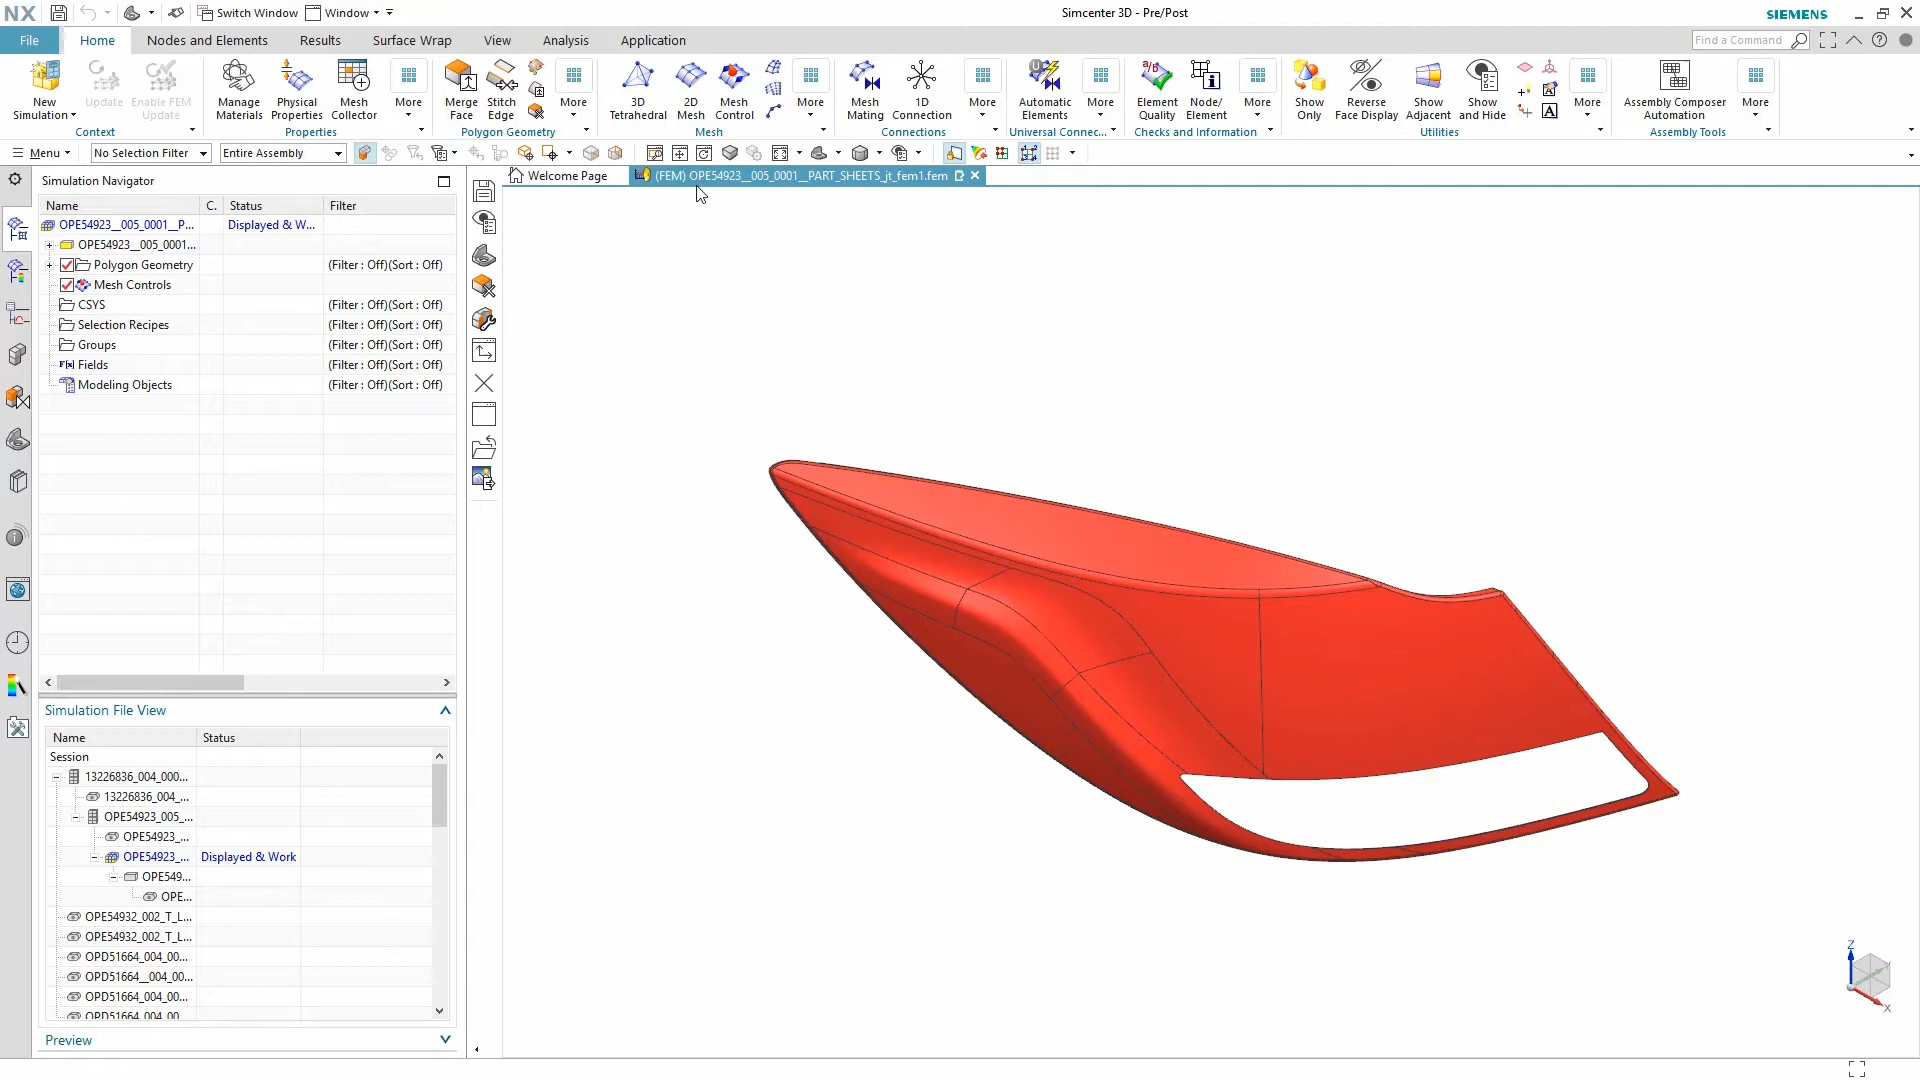 NX Switch Window Window Simcenter 3D - Pre/Post SIEMENS
File Home Nodes and Elements Results Surface Wrap View Analysis Application Find a Command
New Simulation Update Enable FEM Update Manage Materials Physical Properties Mesh Collector More Merge Face Stitch Edge More 3D Tetrahedral 2D Mesh Mesh Control More Mesh Mating 1D Connection More Automatic Elements More Element Quality Node/ Element More Show Only Reverse Face Display Show Adjacent Show and Hide More Assembly Composer Automation More
Context Properties Polygon Geometry Mesh Connections Universal Connec... Checks and Information Utilities Assembly Tools
Menu No Selection Filter Entire Assembly
Simulation Navigator
Welcome Page (FEM) OPE54923__005_0001__PART_SHEETS_jt_fem1.fem
Name C. Status Filter
OPE54923__005_0001__P... Displayed & W...
OPE54923__005_0001...
Polygon Geometry (Filter : Off)(Sort : Off)
Mesh Controls
CSYS (Filter : Off)(Sort : Off)
Selection Recipes (Filter : Off)(Sort : Off)
Groups (Filter : Off)(Sort : Off)
Fields (Filter : Off)(Sort : Off)
Modeling Objects (Filter : Off)(Sort : Off)
Simulation File View
Name Status
Session
13226836_004_000...
13226836_004_...
OPE54923_005_...
OPE54923_...
OPE54923_... Displayed & Work
OPE549...
OPE...
OPE54932_002_T_L...
OPE54932_002_T_L...
OPD51664_004_00...
OPD51664__004_00...
OPD51664_004_00...
OPD51664_004_00...
Preview
Z
X